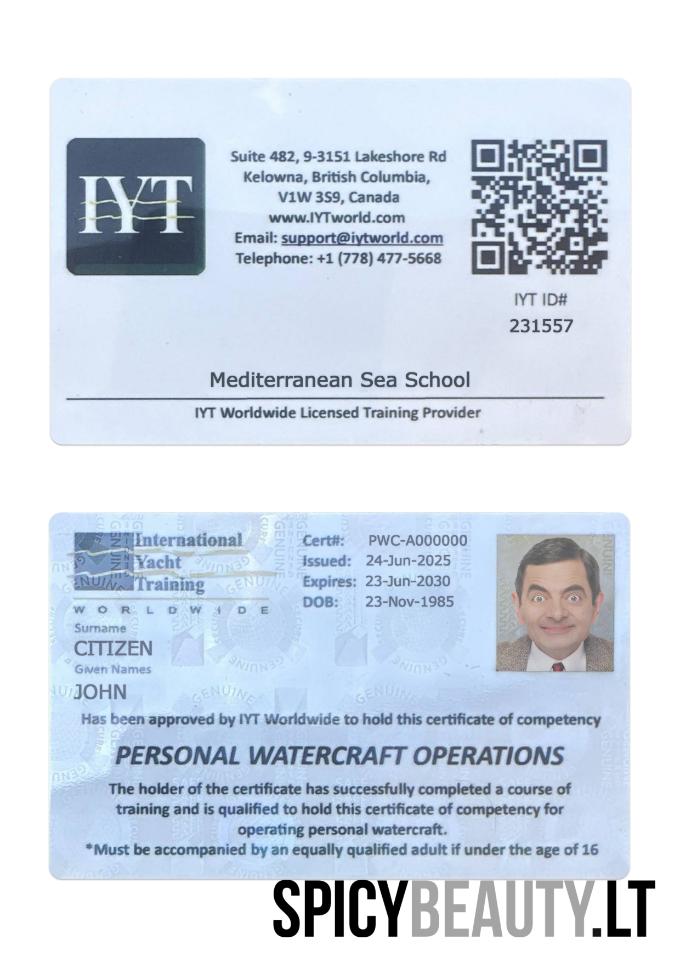 IYT
Suite 482, 9-3151 Lakeshore Rd
Kelowna, British Columbia,
V1W 3S9, Canada
www.IYTworld.com
Email: support@iytworld.com
Telephone: +1 (778) 477-5668
IYT ID#
231557
Mediterranean Sea School
IYT Worldwide Licensed Training Provider
International
Yacht
Training
WORLDWIDE
Cert#: PWC-A000000
Issued: 24-Jun-2025
Expires: 23-Jun-2030
DOB: 23-Nov-1985
Surname
CITIZEN
Given Names
JOHN
GENUINE
Has been approved by IYT Worldwide to hold this certificate of competency
PERSONAL WATERCRAFT OPERATIONS
The holder of the certificate has successfully completed a course of
training and is qualified to hold this certificate of competency for
operating personal watercraft.
*Must be accompanied by an equally qualified adult if under the age of 16
SPICYBEAUTY.LT